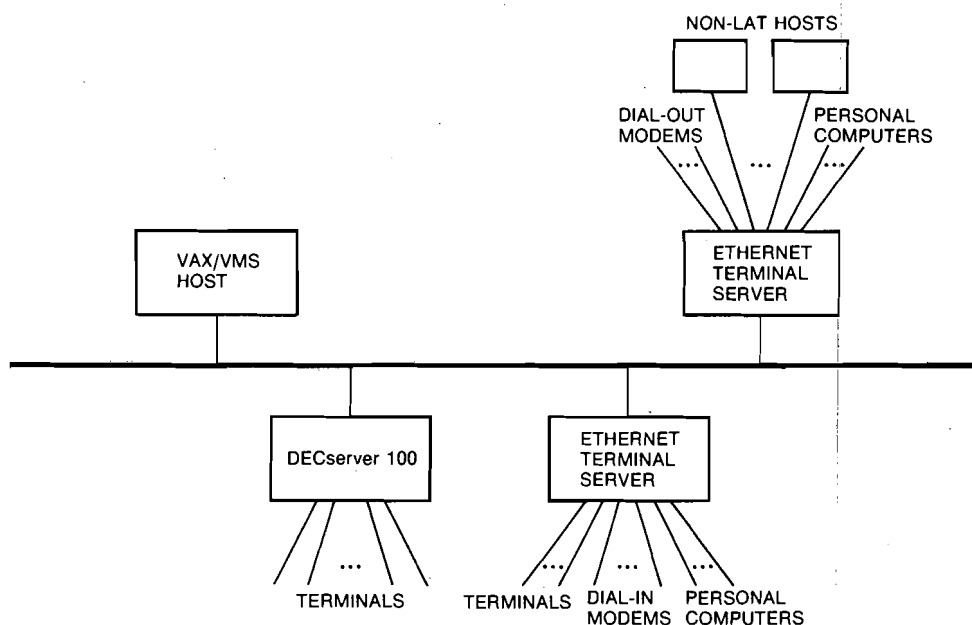 NON-LAT HOSTS
DIAL-OUT
MODEMS
PERSONAL
COMPUTERS
...
...
...
VAX/VMS
HOST
ETHERNET
TERMINAL
SERVER
DECserver 100
ETHERNET
TERMINAL
SERVER
...
...
...
...
TERMINALS
TERMINALS
DIAL-IN
MODEMS
PERSONAL
COMPUTERS